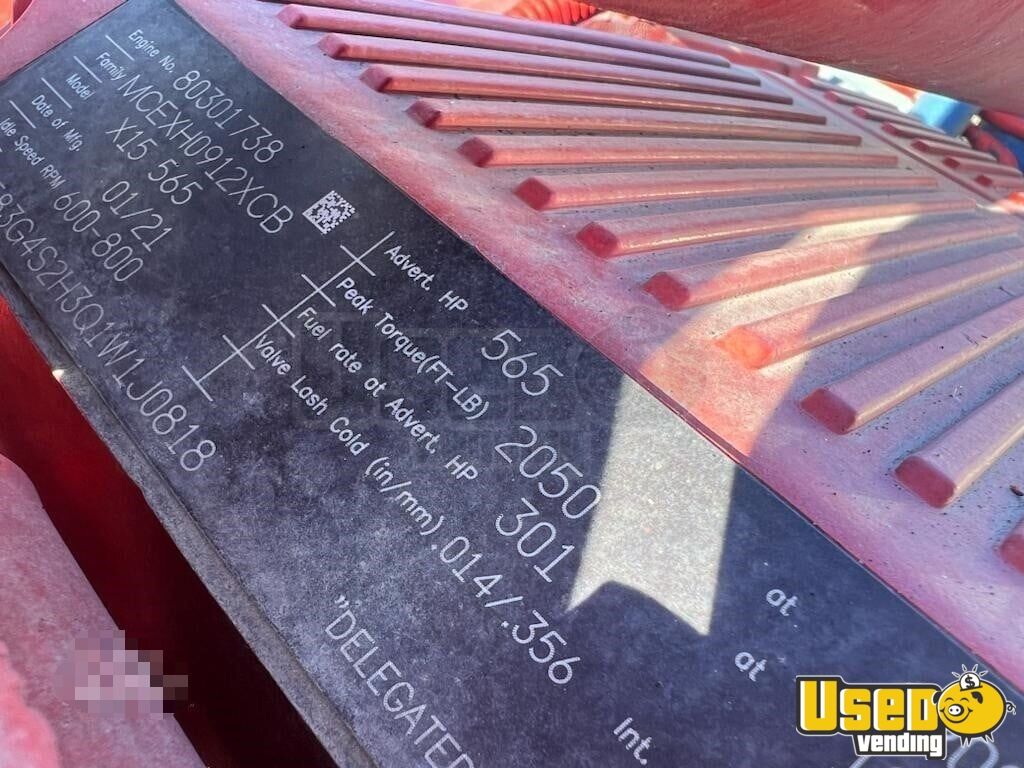 Engine No. 80301738
Family MCEXH0912XCB
Model X15 565
Date of Mfg. 01/21
Idle Speed RPM 600-800
83G4S2H3Q1W1J0818
Advert. HP 565 at
Peak Torque(FT-LB) 2050 at
Fuel rate at Advert. HP 301
Valve Lash Cold (in/mm) .014/.356 Int.
"DELEGATED
USED
vending